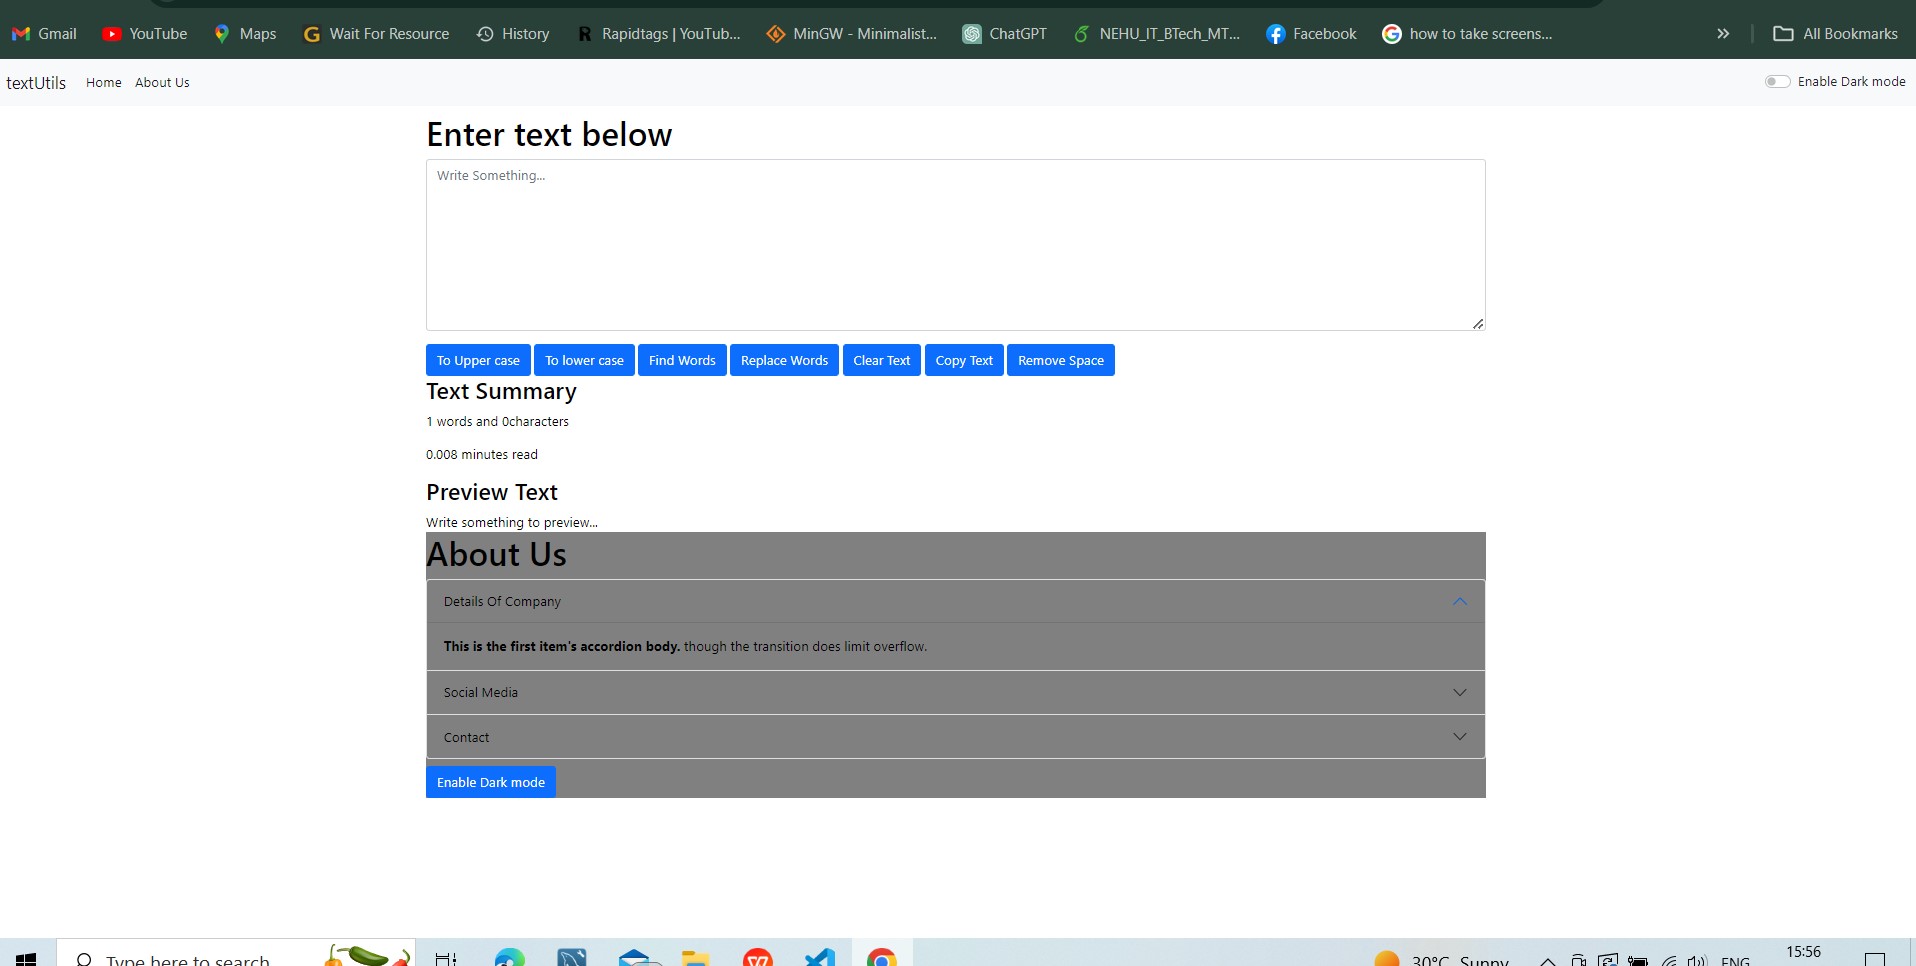 Gmail YouTube Maps Wait For Resource History Rapidtags | YouTub... MinGW - Minimalist... ChatGPT NEHU_IT_BTech_MT... Facebook how to take screens... » All Bookmarks
textUtils Home About Us Enable Dark mode
Enter text below
Write Something...
To Upper case To lower case Find Words Replace Words Clear Text Copy Text Remove Space
Text Summary
1 words and 0characters
0.008 minutes read
Preview Text
Write something to preview...
About Us
Details Of Company
This is the first item's accordion body. though the transition does limit overflow.
Social Media
Contact
Enable Dark mode
Type here to search 30°C Sunny ENG 15:56